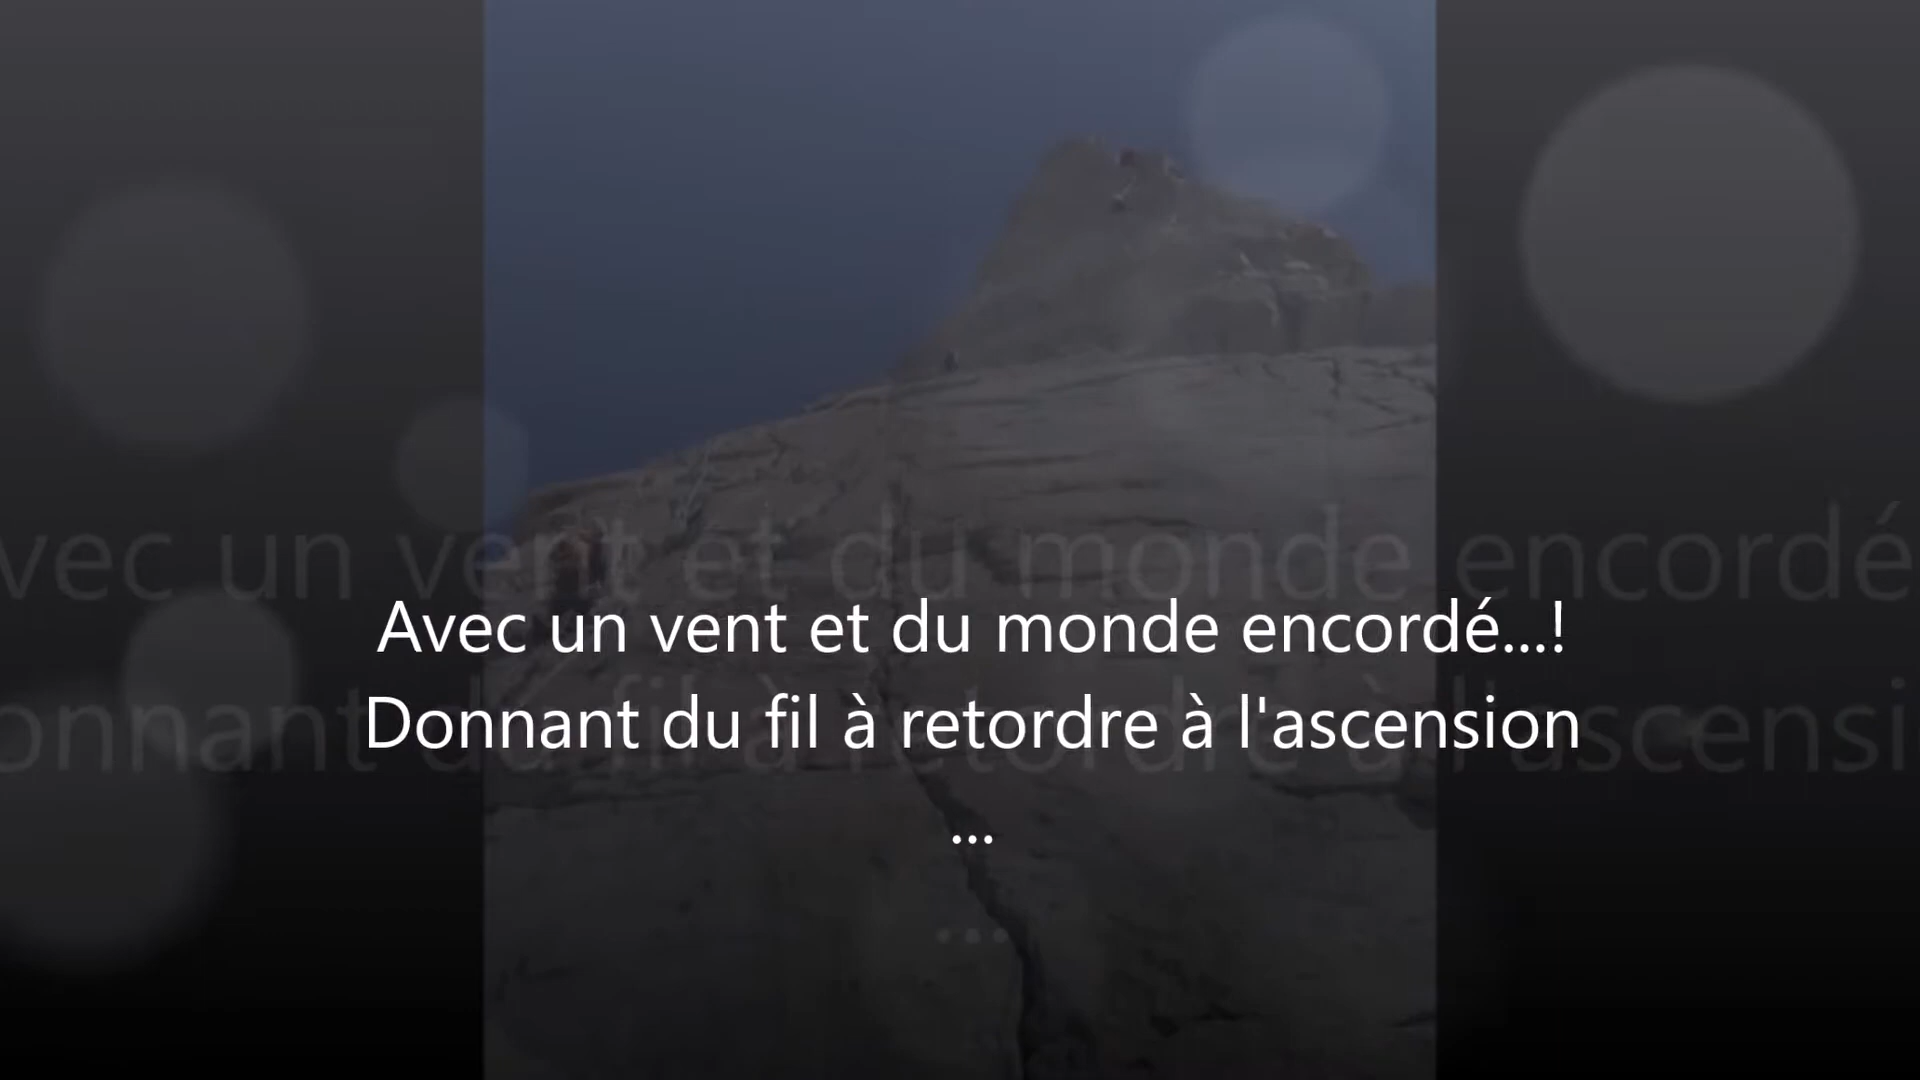 Avec un vent et du monde encordé...!
Donnant du fil à retordre à l'ascension
...